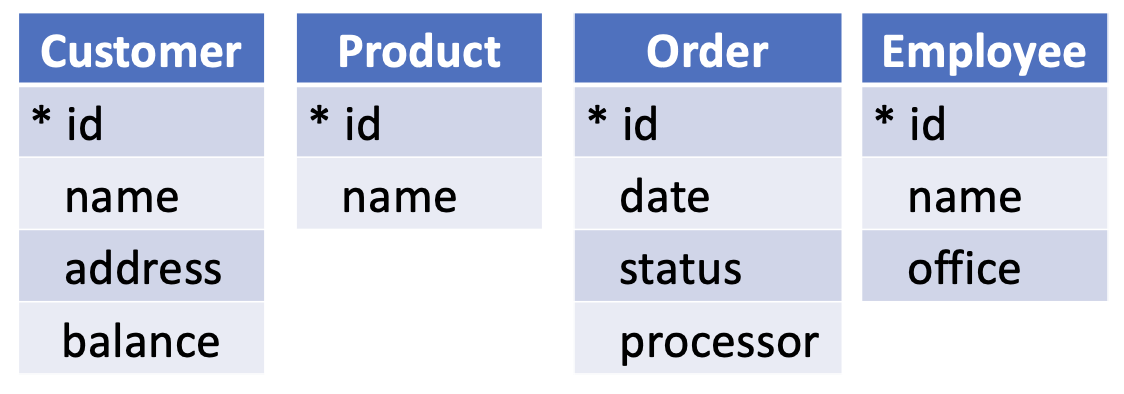 Customer
* id
name
address
balance
Product
* id
name
Order
* id
date
status
processor
Employee
* id
name
office